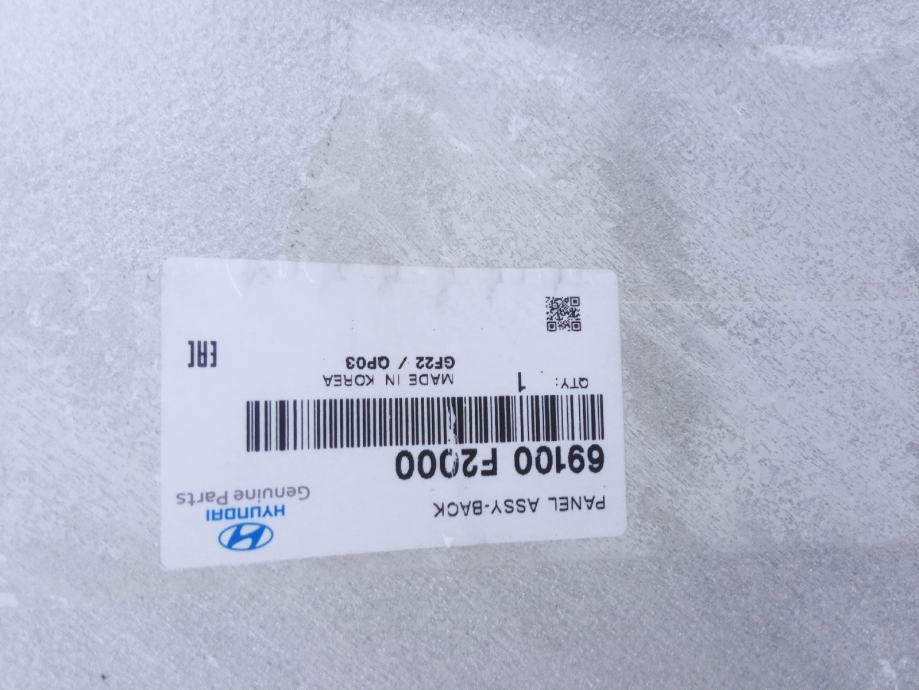 HYUNDAI
Genuine Parts
PANEL ASSY-BACK
69100 F2000
QTY: 1
MADE IN KOREA
GF22 / QP03
EAC